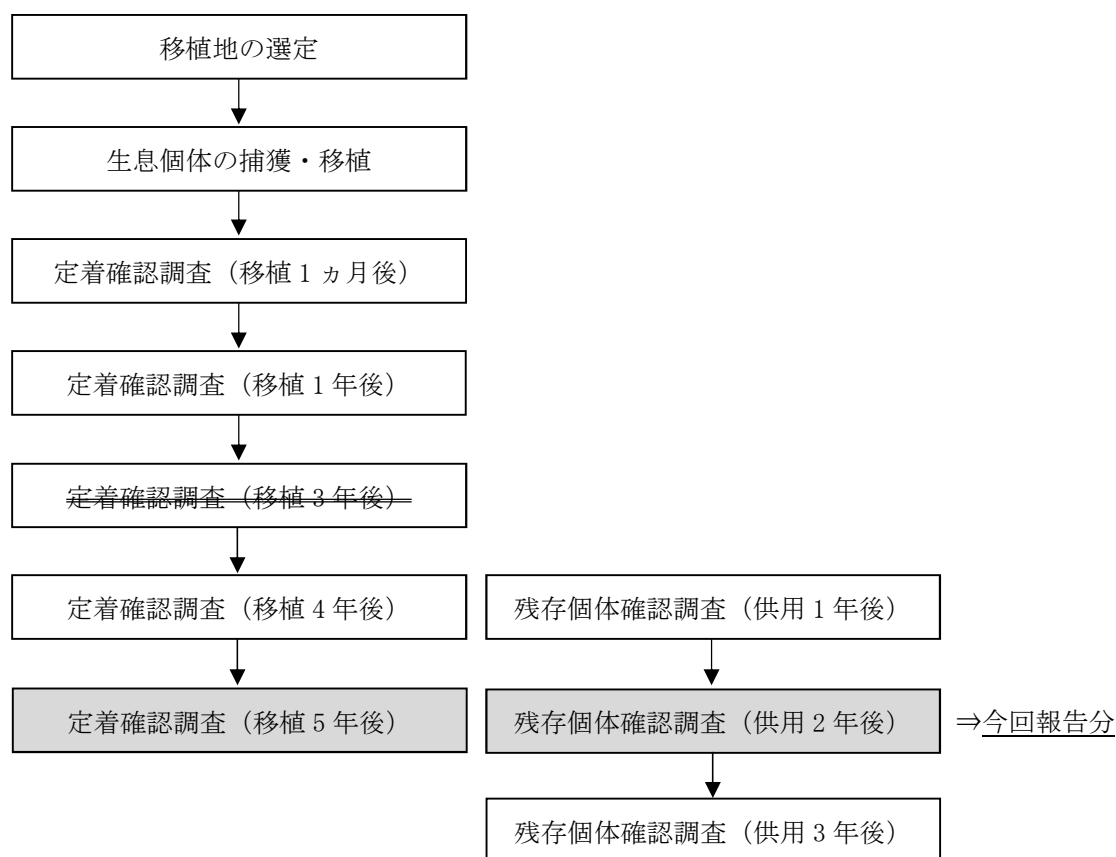 移植地の選定
生息個体の捕獲・移植
定着確認調査（移植1ヵ月後）
定着確認調査（移植1年後）
定着確認調査（移植3年後）
定着確認調査（移植4年後）
残存個体確認調査（供用1年後）
定着確認調査（移植5年後）
残存個体確認調査（供用2年後）
⇒今回報告分
残存個体確認調査（供用3年後）